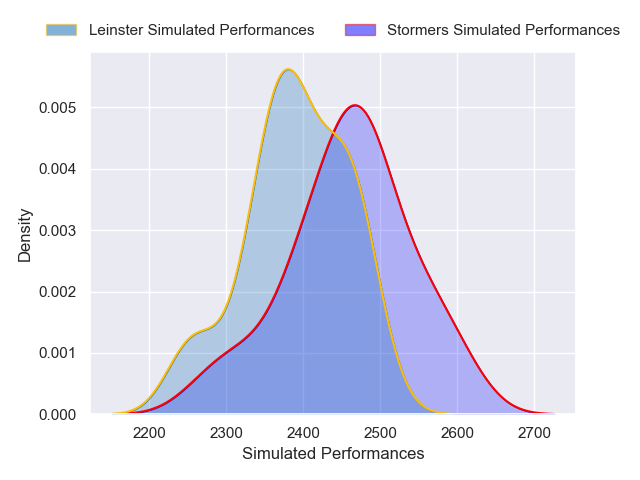 Leinster Simulated Performances Stormers Simulated Performances
0.005
0.004
0.003
0.002
0.001
0.000
Density
2200 2300 2400 2500 2600 2700
Simulated Performances